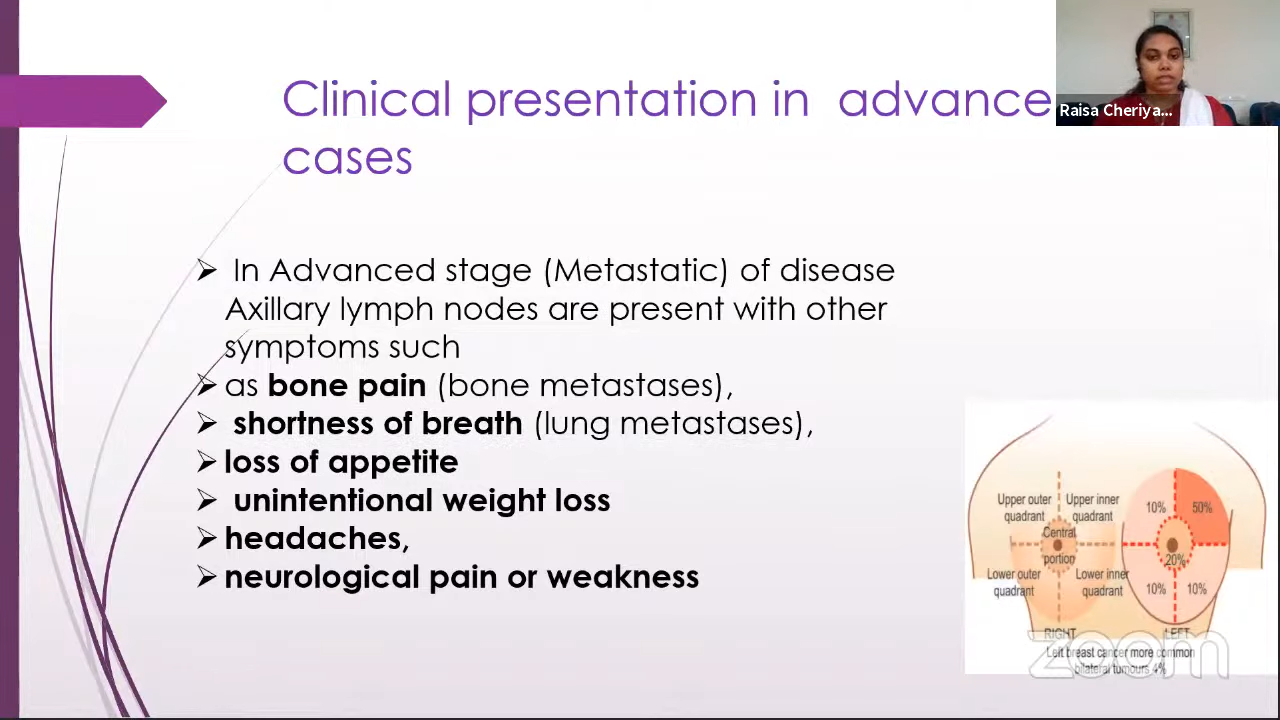 Clinical presentation in advance
cases
Raisa Cheriya...
➢ In Advanced stage (Metastatic) of disease
Axillary lymph nodes are present with other
symptoms such
➢ as bone pain (bone metastases),
➢ shortness of breath (lung metastases),
➢ loss of appetite
➢ unintentional weight loss
➢ headaches,
➢ neurological pain or weakness
Upper outer
quadrant
Upper inner
quadrant
Central
portion
Lower outer
quadrant
Lower inner
quadrant
10%
50%
20%
10%
10%
RIGHT
LEFT
Left breast cancer more common
bilateral tumours 4%
zoom